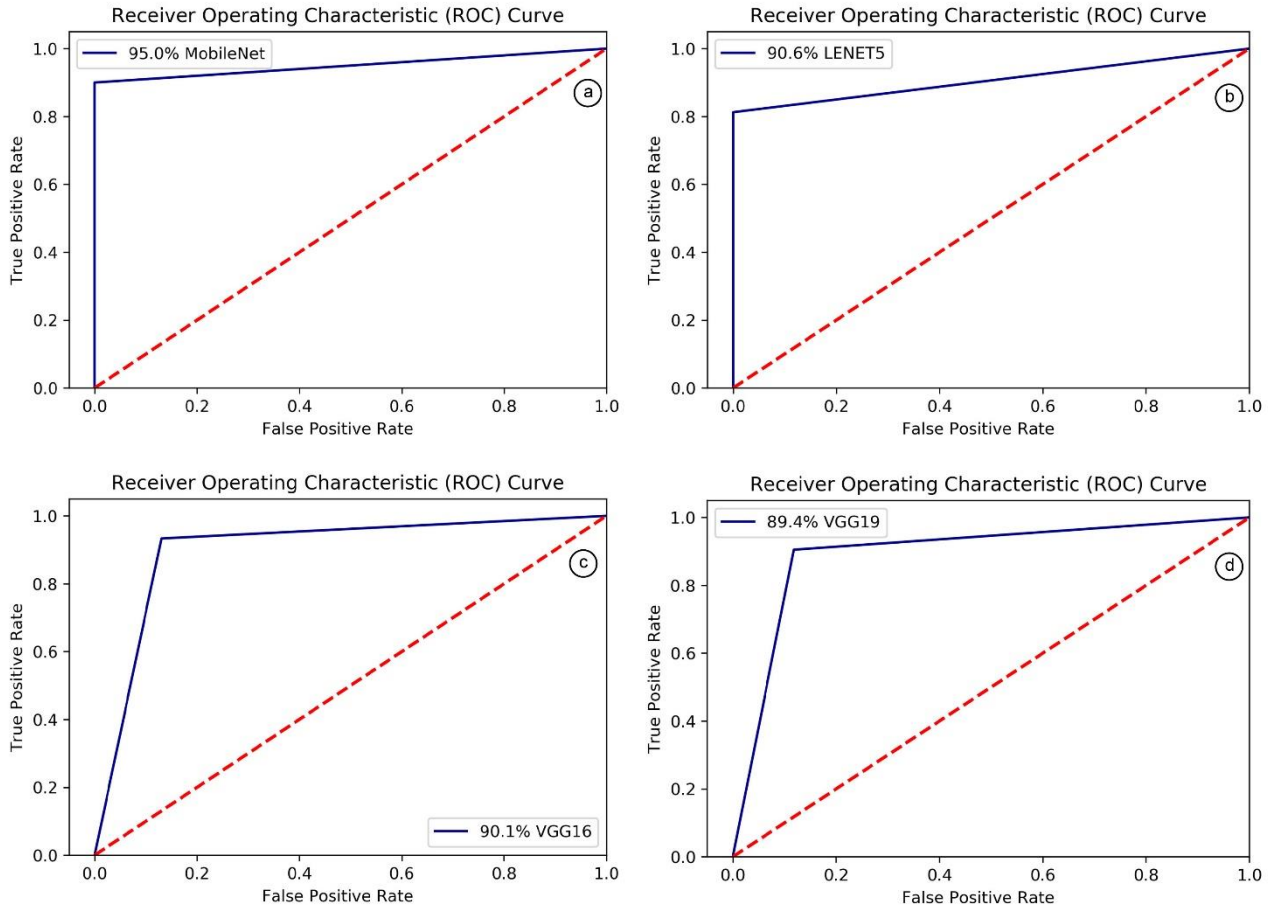 Receiver Operating Characteristic (ROC) Curve
95.0% MobileNet
a
True Positive Rate
1.0
0.8
0.6
0.4
0.2
0.0
0.0 0.2 0.4 0.6 0.8 1.0
False Positive Rate
Receiver Operating Characteristic (ROC) Curve
90.6% LENET5
b
True Positive Rate
1.0
0.8
0.6
0.4
0.2
0.0
0.0 0.2 0.4 0.6 0.8 1.0
False Positive Rate
Receiver Operating Characteristic (ROC) Curve
c
True Positive Rate
1.0
0.8
0.6
0.4
0.2
0.0
90.1% VGG16
0.0 0.2 0.4 0.6 0.8 1.0
False Positive Rate
Receiver Operating Characteristic (ROC) Curve
89.4% VGG19
d
True Positive Rate
1.0
0.8
0.6
0.4
0.2
0.0
0.0 0.2 0.4 0.6 0.8 1.0
False Positive Rate